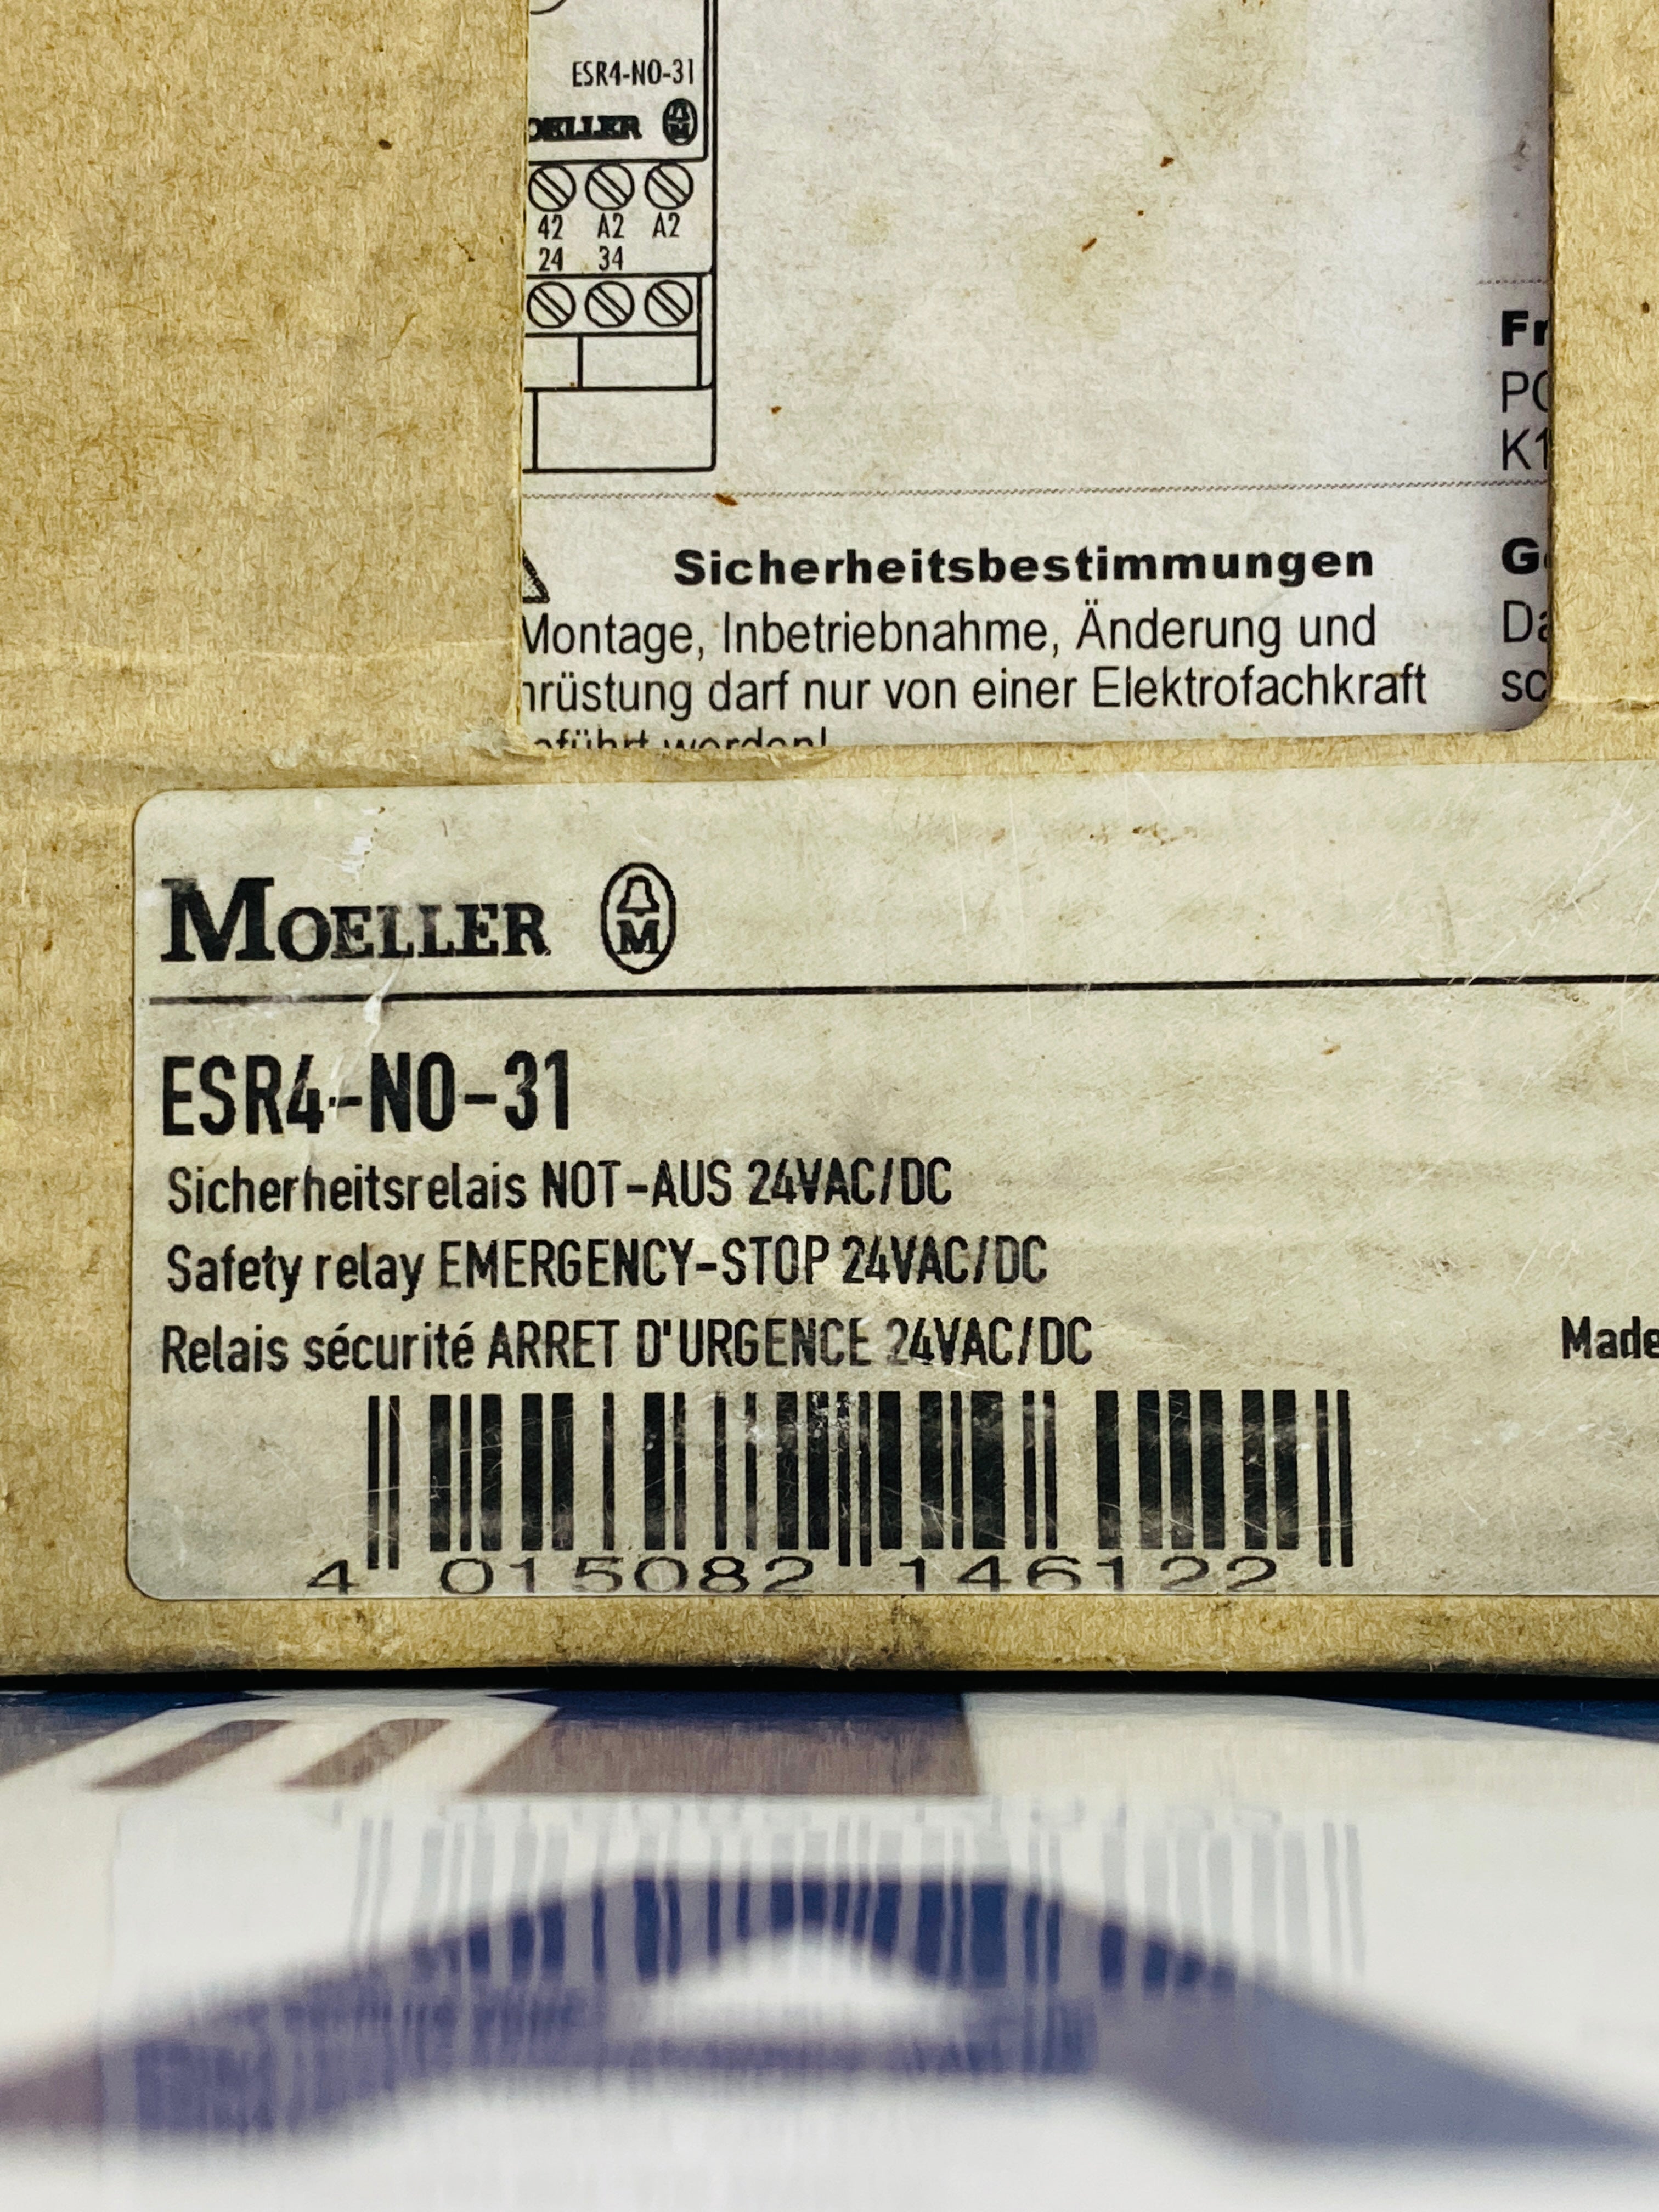 ESR4-NO-31
MOELLER
42 A2 A2
24 34
Sicherheitsbestimmungen
Montage, Inbetriebnahme, Änderung und
darf nur von einer Elektrofachkraft
MOELLER
M
ESR4-NO-31
Sicherheitsrelais NOT-AUS 24VAC/DC
Safety relay EMERGENCY-STOP 24VAC/DC
Relais sécurité ARRET D'URGENCE 24VAC/DC
Made
4 015082 146122